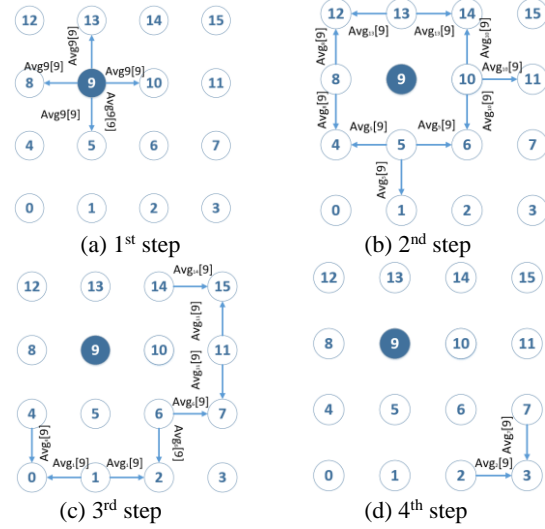 12 13 14 15
Avg9[9]
Avg9[9] Avg9[9]
8 9 10 11
Avg9[9] Avg9[9]
4 5 6 7
0 1 2 3
(a) 1st step
12 Avg₁₃[9] 13 Avg₁₃[9] 14 15
Avg₈[9] Avg₁₀[9]
8 9 10 Avg₁₀[9] 11
Avg₈[9] Avg₁₀[9]
4 Avg₅[9] 5 Avg₅[9] 6 7
Avg₅[9]
0 1 2 3
(b) 2nd step
12 13 14 Avg₁₄[9] 15
Avg₁₁[9]
8 9 10 11
Avg₁₁[9]
4 5 6 Avg₆[9] 7
Avg₄[9] Avg₆[9]
0 Avg₁[9] 1 Avg₁[9] 2 3
(c) 3rd step
12 13 14 15
8 9 10 11
4 5 6 7
Avg₇[9]
0 1 2 Avg₂[9] 3
(d) 4th step